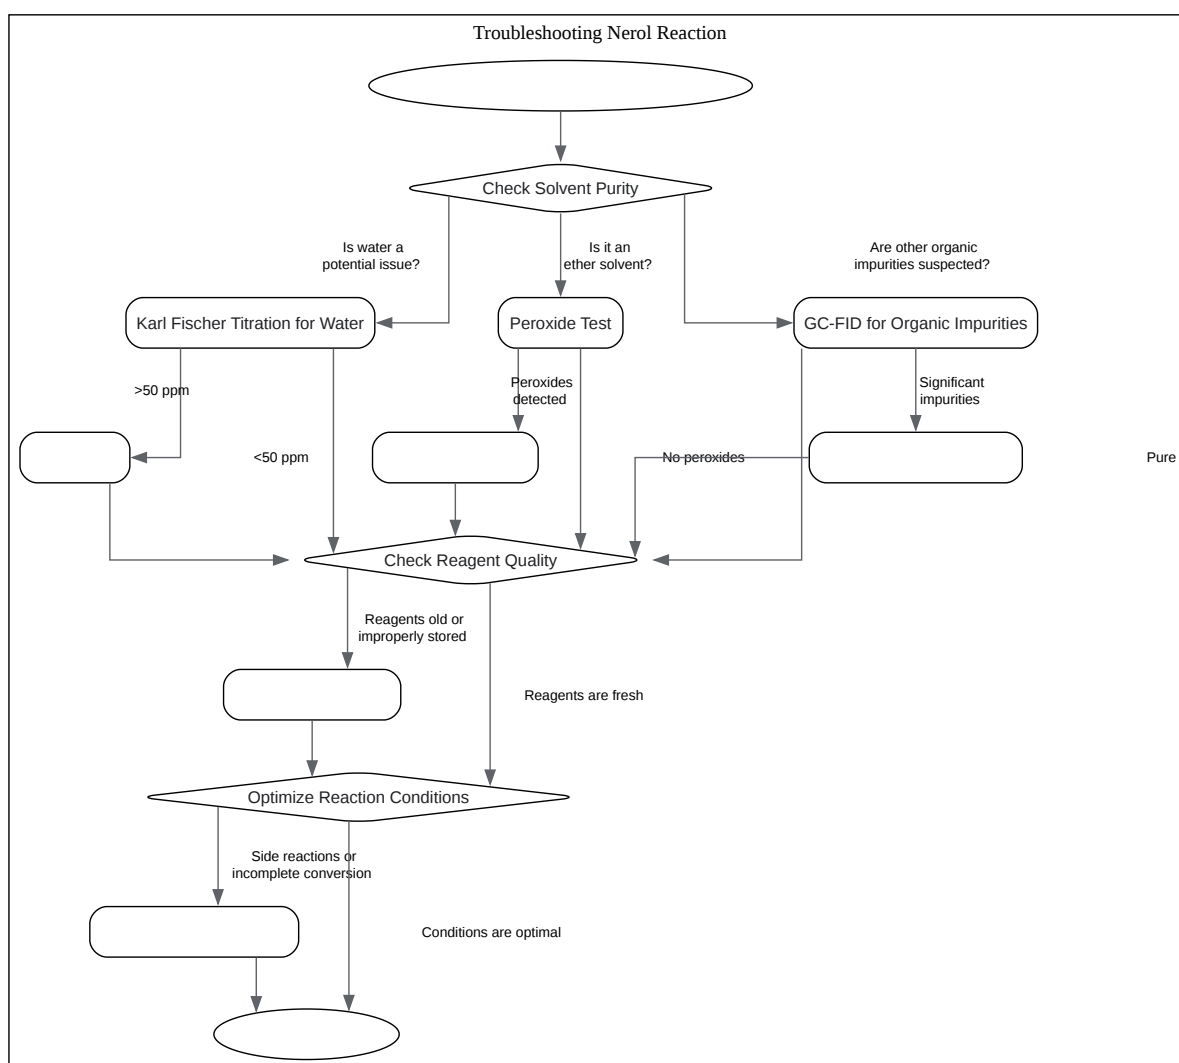 Troubleshooting Nerol Reaction
Check Solvent Purity
Is water a
potential issue?
Is it an
ether solvent?
Are other organic
impurities suspected?
Karl Fischer Titration for Water
Peroxide Test
GC-FID for Organic Impurities
>50 ppm
Peroxides
detected
Significant
impurities
<50 ppm
No peroxides
Pure
Check Reagent Quality
Reagents old or
improperly stored
Reagents are fresh
Optimize Reaction Conditions
Side reactions or
incomplete conversion
Conditions are optimal